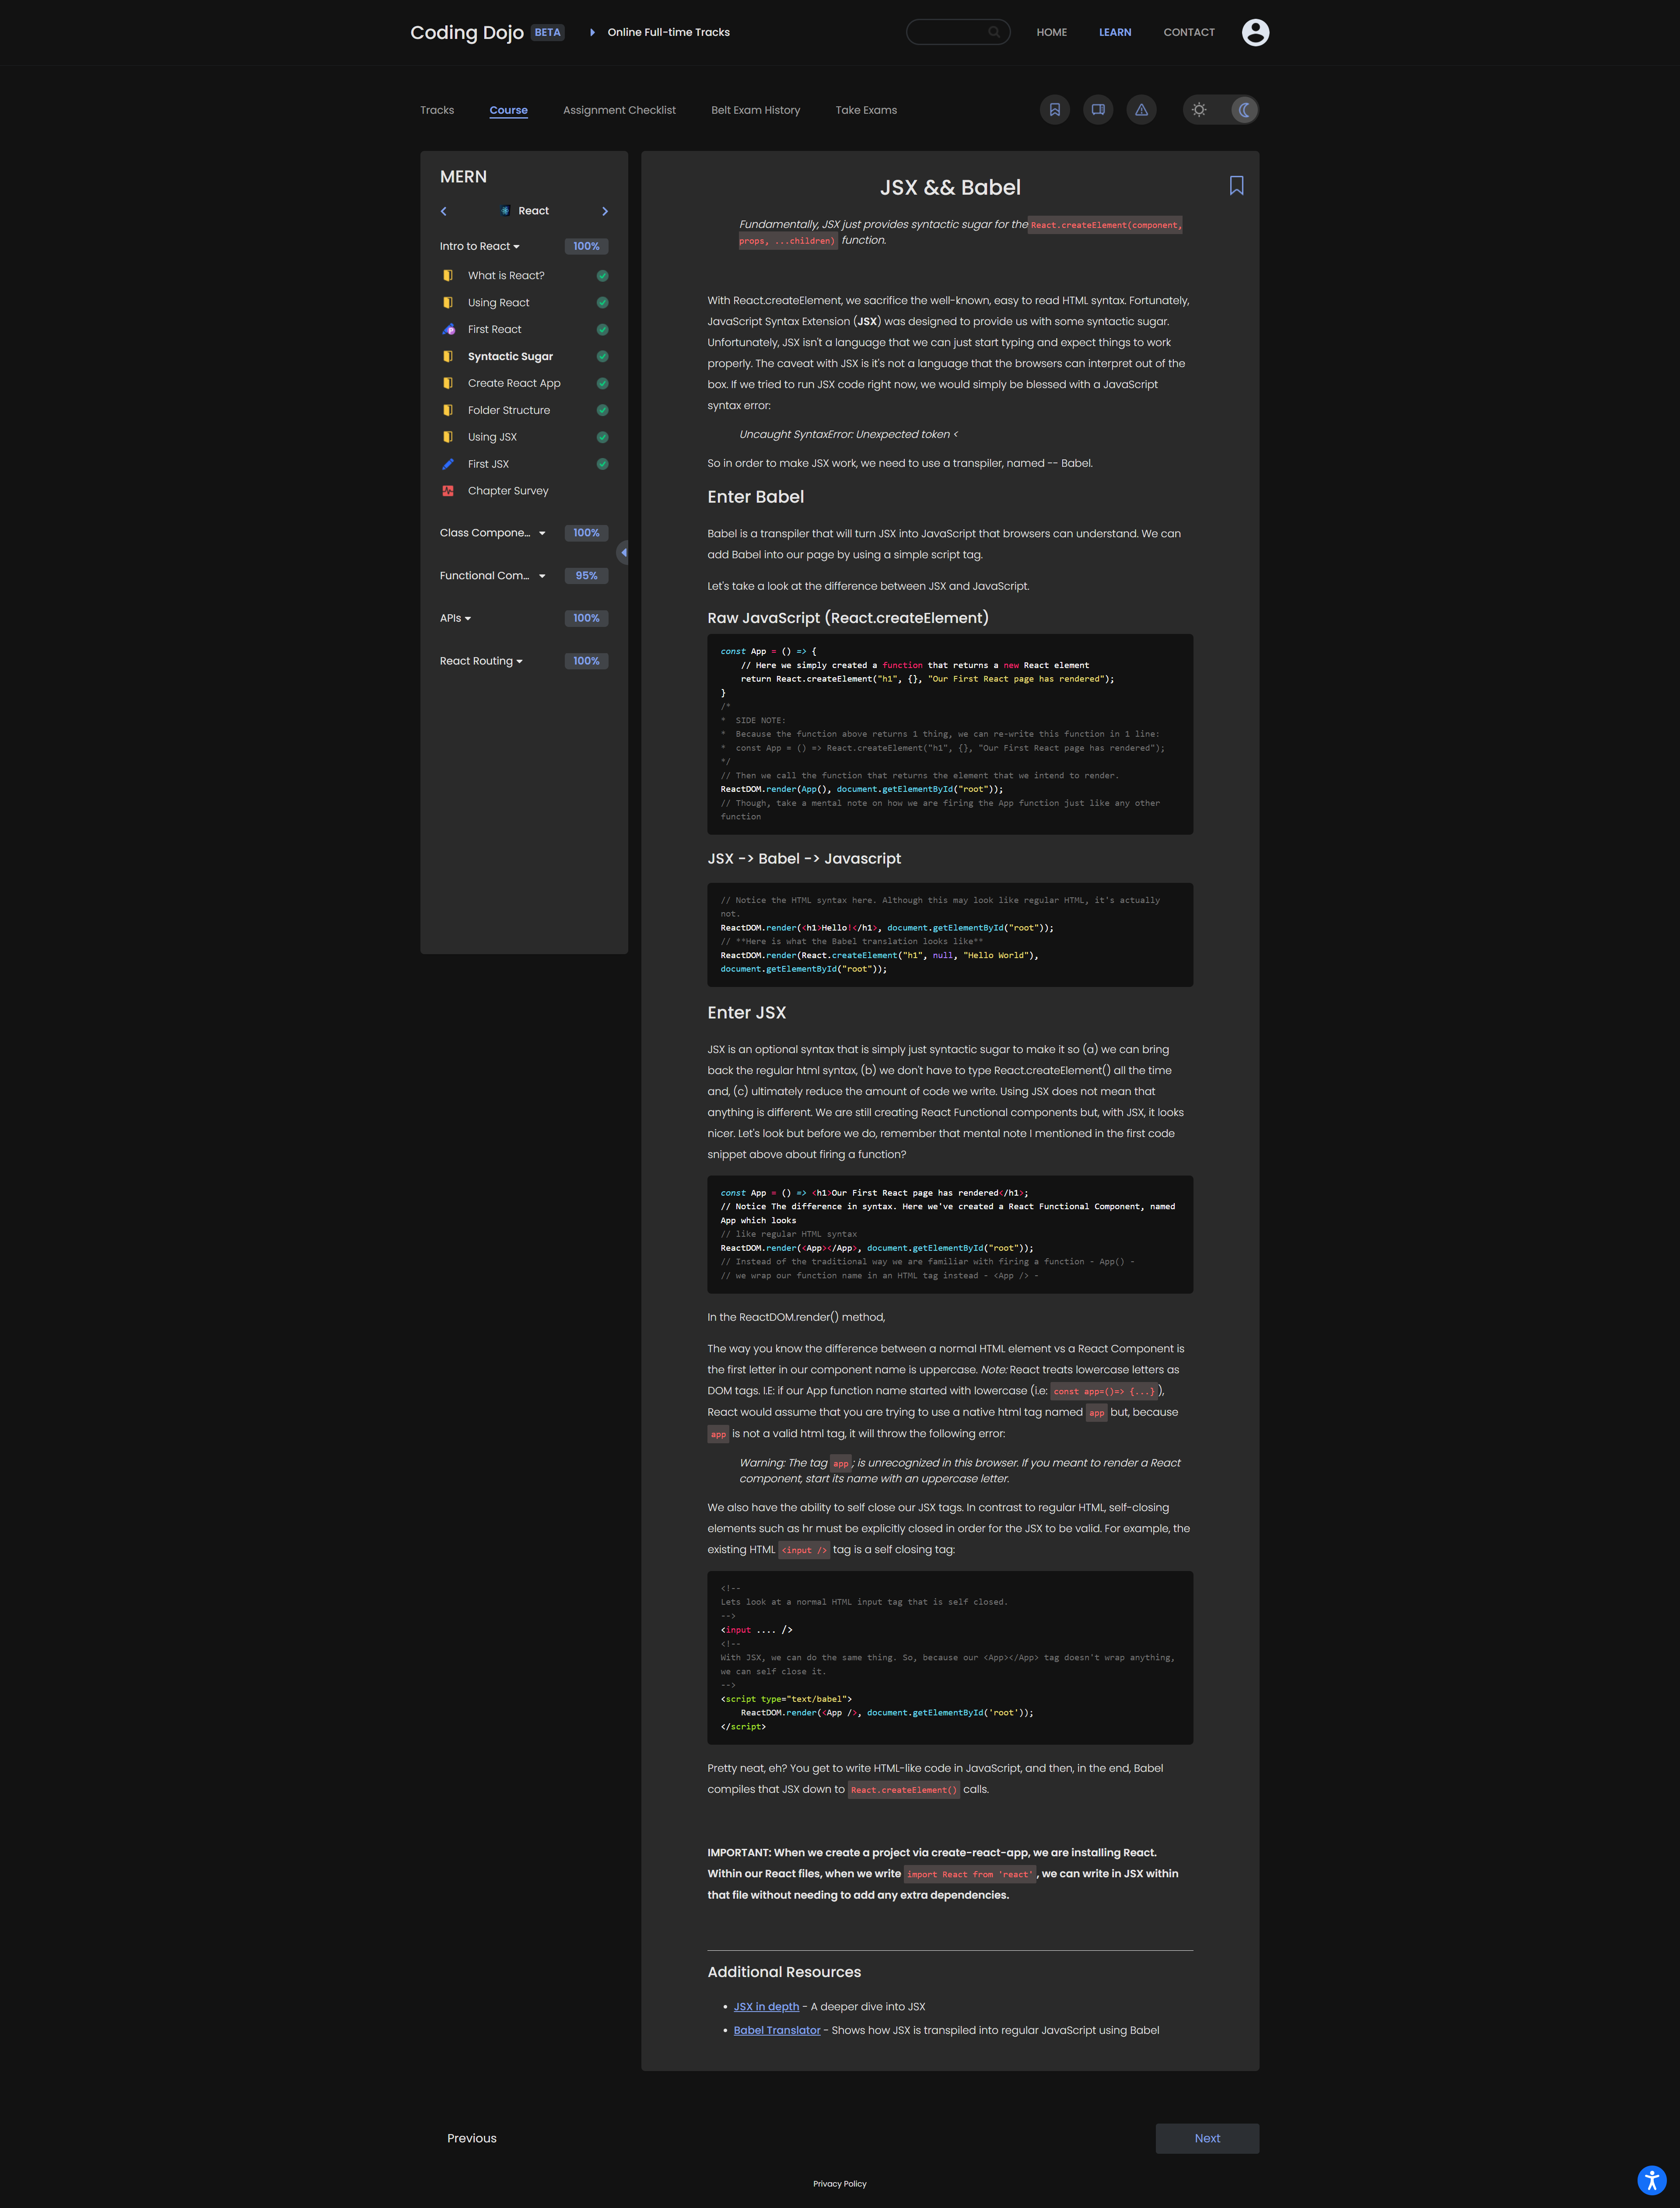 Coding Dojo BETA Online Full-time Tracks HOME LEARN CONTACT
Tracks Course Assignment Checklist Belt Exam History Take Exams
MERN
React
Intro to React 100%
What is React?
Using React
First React
Syntactic Sugar
Create React App
Folder Structure
Using JSX
First JSX
Chapter Survey
Class Compone... 100%
Functional Com... 95%
APIs 100%
React Routing 100%
JSX && Babel
Fundamentally, JSX just provides syntactic sugar for the React.createElement(component,
props, ...children) function.
With React.createElement, we sacrifice the well-known, easy to read HTML syntax. Fortunately,
JavaScript Syntax Extension (JSX) was designed to provide us with some syntactic sugar.
Unfortunately, JSX isn't a language that we can just start typing and expect things to work
properly. The caveat with JSX is it's not a language that the browsers can interpret out of the
box. If we tried to run JSX code right now, we would simply be blessed with a JavaScript
syntax error:
Uncaught SyntaxError: Unexpected token <
So in order to make JSX work, we need to use a transpiler, named -- Babel.
Enter Babel
Babel is a transpiler that will turn JSX into JavaScript that browsers can understand. We can
add Babel into our page by using a simple script tag.
Let's take a look at the difference between JSX and JavaScript.
Raw JavaScript (React.createElement)
const App = () => {
// Here we simply created a function that returns a new React element
return React.createElement("h1", {}, "Our First React page has rendered");
}
/*
* SIDE NOTE:
* Because the function above returns 1 thing, we can re-write this function in 1 line:
* const App = () => React.createElement("h1", {}, "Our First React page has rendered");
*/
// Then we call the function that returns the element that we intend to render.
ReactDOM.render(App(), document.getElementById("root"));
// Though, take a mental note on how we are firing the App function just like any other
function
JSX -> Babel -> Javascript
// Notice the HTML syntax here. Although this may look like regular HTML, it's actually
not.
ReactDOM.render(<h1>Hello!</h1>, document.getElementById("root"));
// **Here is what the Babel translation looks like**
ReactDOM.render(React.createElement("h1", null, "Hello World"),
document.getElementById("root"));
Enter JSX
JSX is an optional syntax that is simply just syntactic sugar to make it so (a) we can bring
back the regular html syntax, (b) we don't have to type React.createElement() all the time
and, (c) ultimately reduce the amount of code we write. Using JSX does not mean that
anything is different. We are still creating React Functional components but, with JSX, it looks
nicer. Let's look but before we do, remember that mental note I mentioned in the first code
snippet above about firing a function?
const App = () => <h1>Our First React page has rendered</h1>;
// Notice The difference in syntax. Here we've created a React Functional Component, named
App which looks
// like regular HTML syntax
ReactDOM.render(<App></App>, document.getElementById("root"));
// Instead of the traditional way we are familiar with firing a function - App() -
// we wrap our function name in an HTML tag instead - <App /> -
In the ReactDOM.render() method,
The way you know the difference between a normal HTML element vs a React Component is
the first letter in our component name is uppercase. Note: React treats lowercase letters as
DOM tags. I.E: if our App function name started with lowercase (i.e: const app=()=> {...}),
React would assume that you are trying to use a native html tag named app but, because
app is not a valid html tag, it will throw the following error:
Warning: The tag app; is unrecognized in this browser. If you meant to render a React
component, start its name with an uppercase letter.
We also have the ability to self close our JSX tags. In contrast to regular HTML, self-closing
elements such as hr must be explicitly closed in order for the JSX to be valid. For example, the
existing HTML <input /> tag is a self closing tag:
<!--
Lets look at a normal HTML input tag that is self closed.
-->
<input .... />
<!--
With JSX, we can do the same thing. So, because our <App></App> tag doesn't wrap anything,
we can self close it.
-->
<script type="text/babel">
ReactDOM.render(<App />, document.getElementById('root'));
</script>
Pretty neat, eh? You get to write HTML-like code in JavaScript, and then, in the end, Babel
compiles that JSX down to React.createElement() calls.
IMPORTANT: When we create a project via create-react-app, we are installing React.
Within our React files, when we write import React from 'react', we can write in JSX within
that file without needing to add any extra dependencies.
Additional Resources
• JSX in depth - A deeper dive into JSX
• Babel Translator - Shows how JSX is transpiled into regular JavaScript using Babel
Previous Next
Privacy Policy